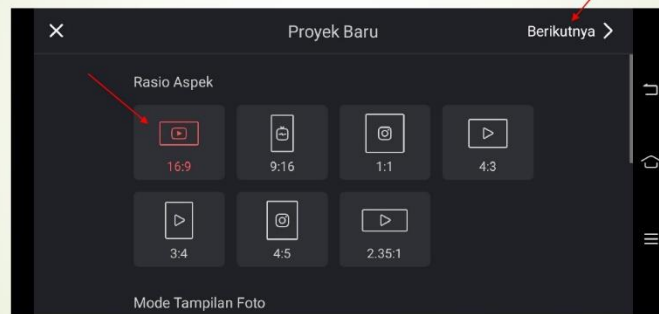 Proyek Baru
Berikutnya
Rasio Aspek
16:9
9:16
1:1
4:3
3:4
4:5
2.35:1
Mode Tampilan Foto